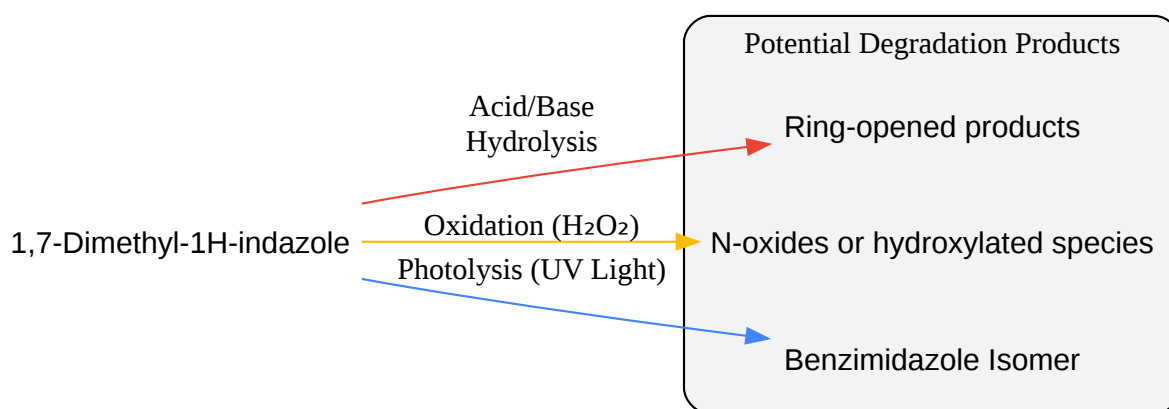 Potential Degradation Products
Acid/Base
Hydrolysis
Ring-opened products
1,7-Dimethyl-1H-indazole
Oxidation (H₂O₂)
N-oxides or hydroxylated species
Photolysis (UV Light)
Benzimidazole Isomer